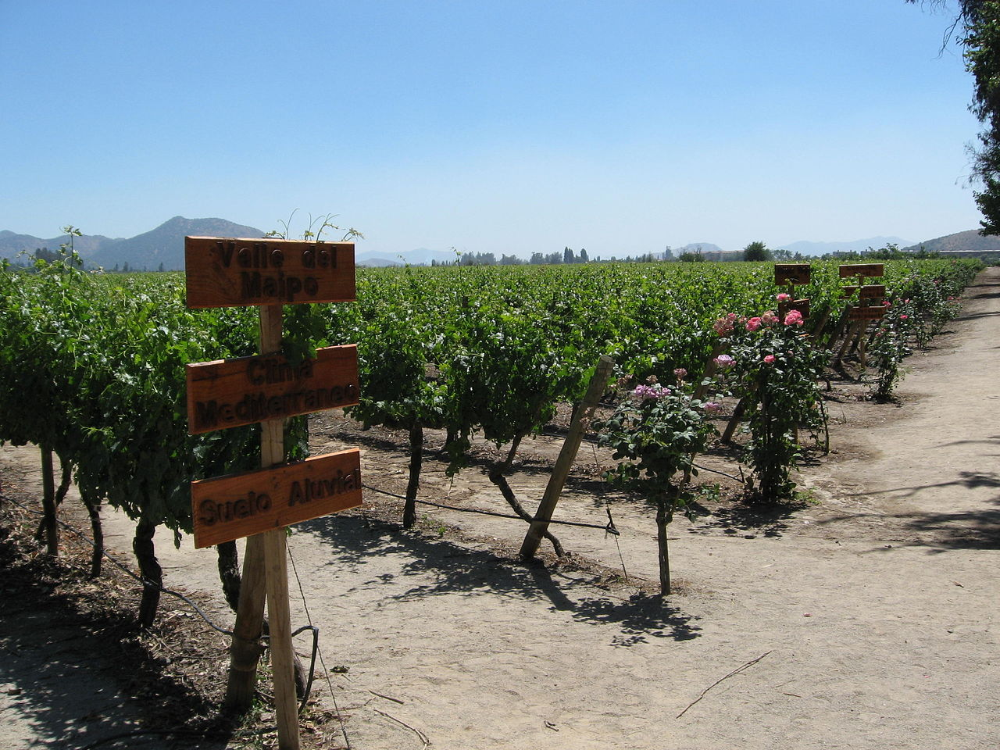 Valle del
Maipo
Clima
Mediterraneo
Suelo Aluvial